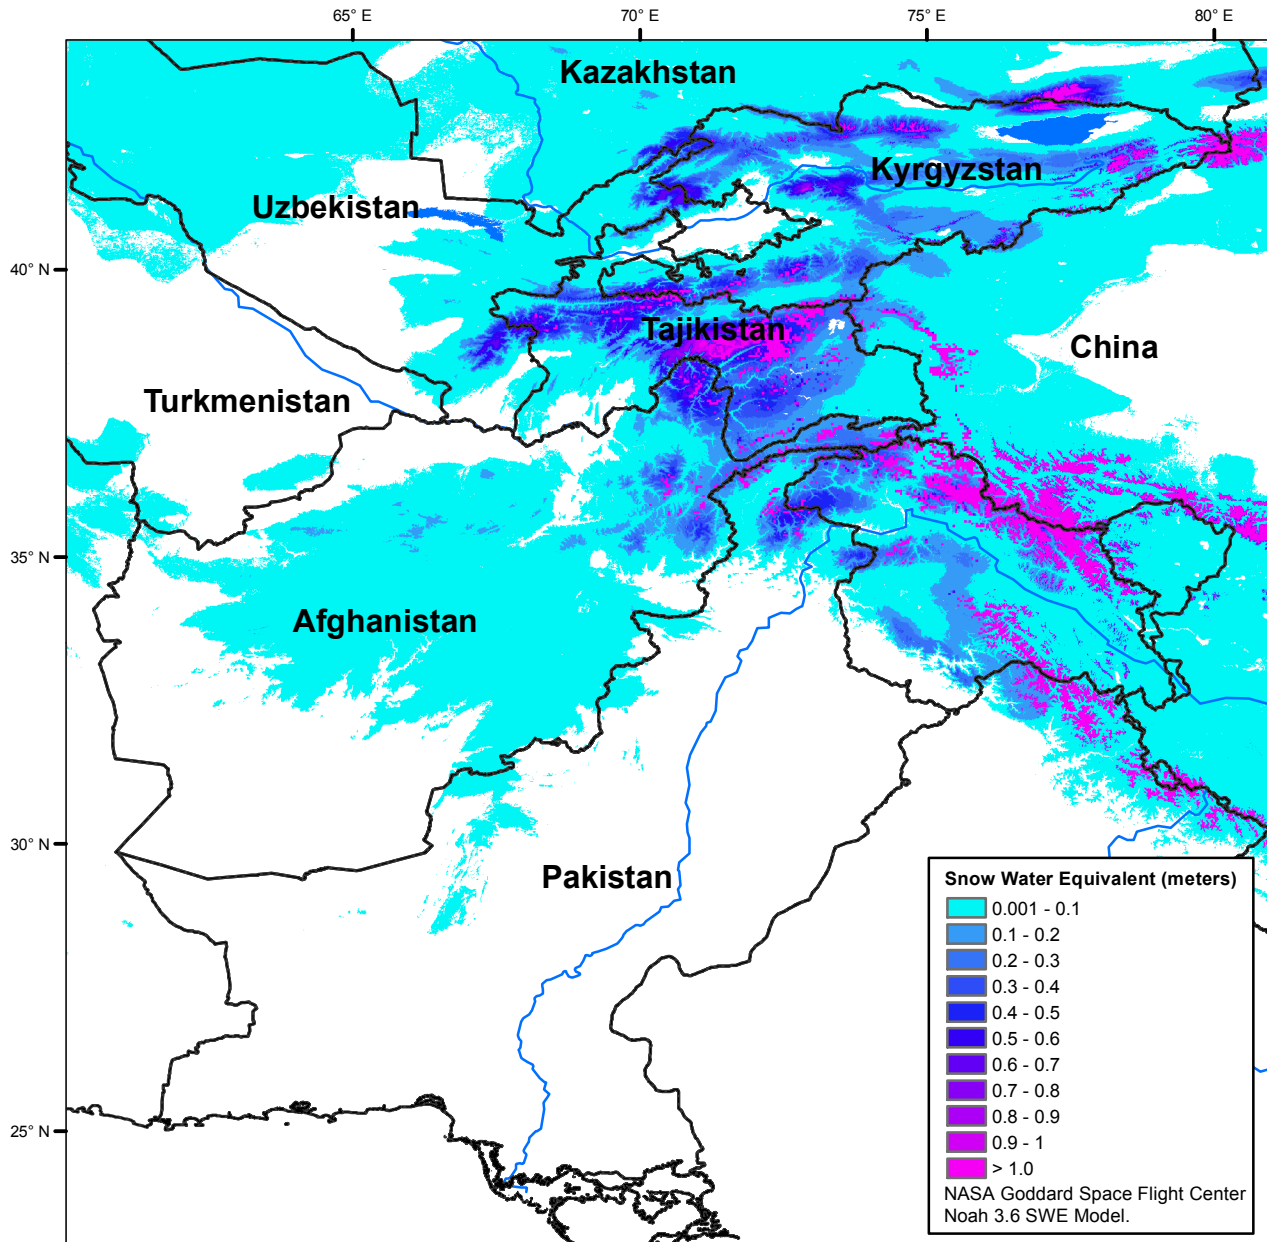 65° E
70° E
75° E
80° E
Kazakhstan
Kyrgyzstan
Uzbekistan
40° N
Tajikistan
China
Turkmenistan
35° N
Afghanistan
30° N
Pakistan
25° N
Snow Water Equivalent (meters)
0.001 - 0.1
0.1 - 0.2
0.2 - 0.3
0.3 - 0.4
0.4 - 0.5
0.5 - 0.6
0.6 - 0.7
0.7 - 0.8
0.8 - 0.9
0.9 - 1
> 1.0
NASA Goddard Space Flight Center
Noah 3.6 SWE Model.